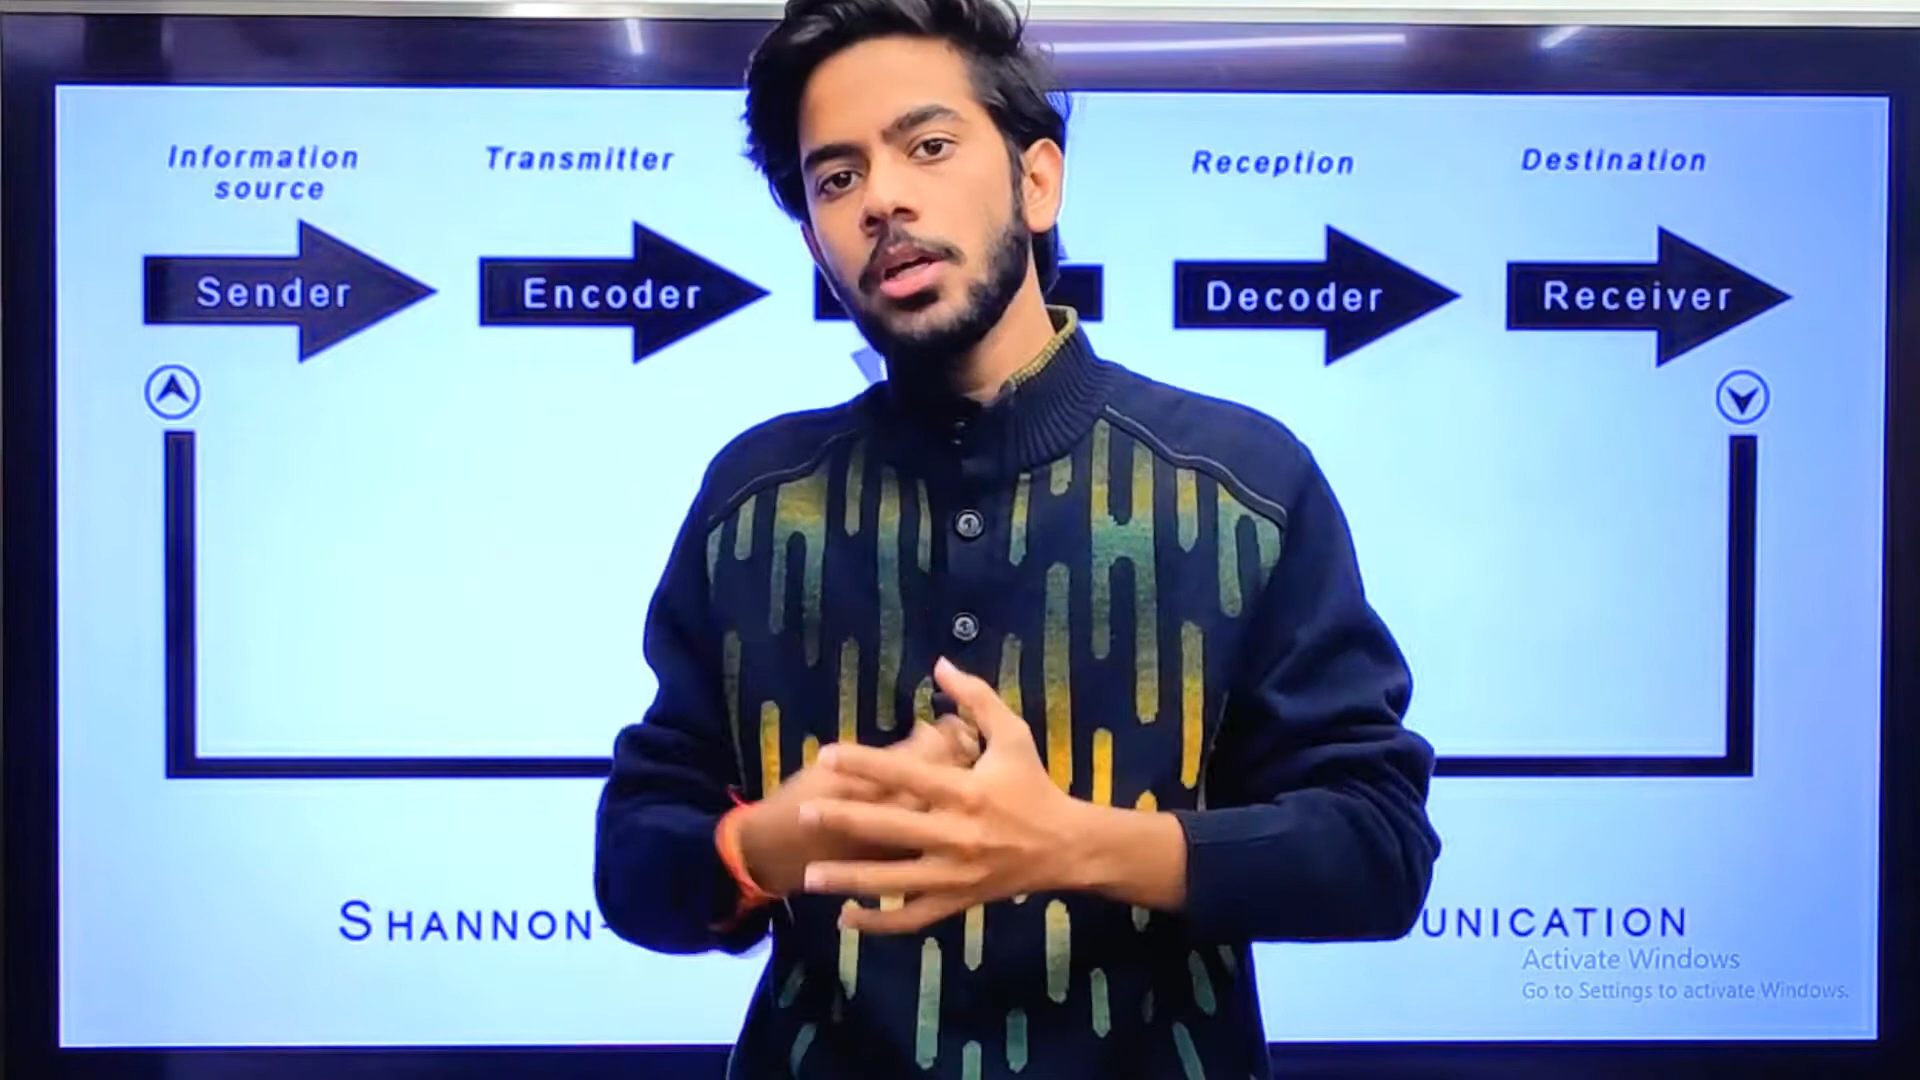 Information
source
Transmitter
Reception
Destination
Sender
Encoder
Decoder
Receiver
SHANNON-
UNICATION
Activate Windows
Go to Settings to activate Windows.